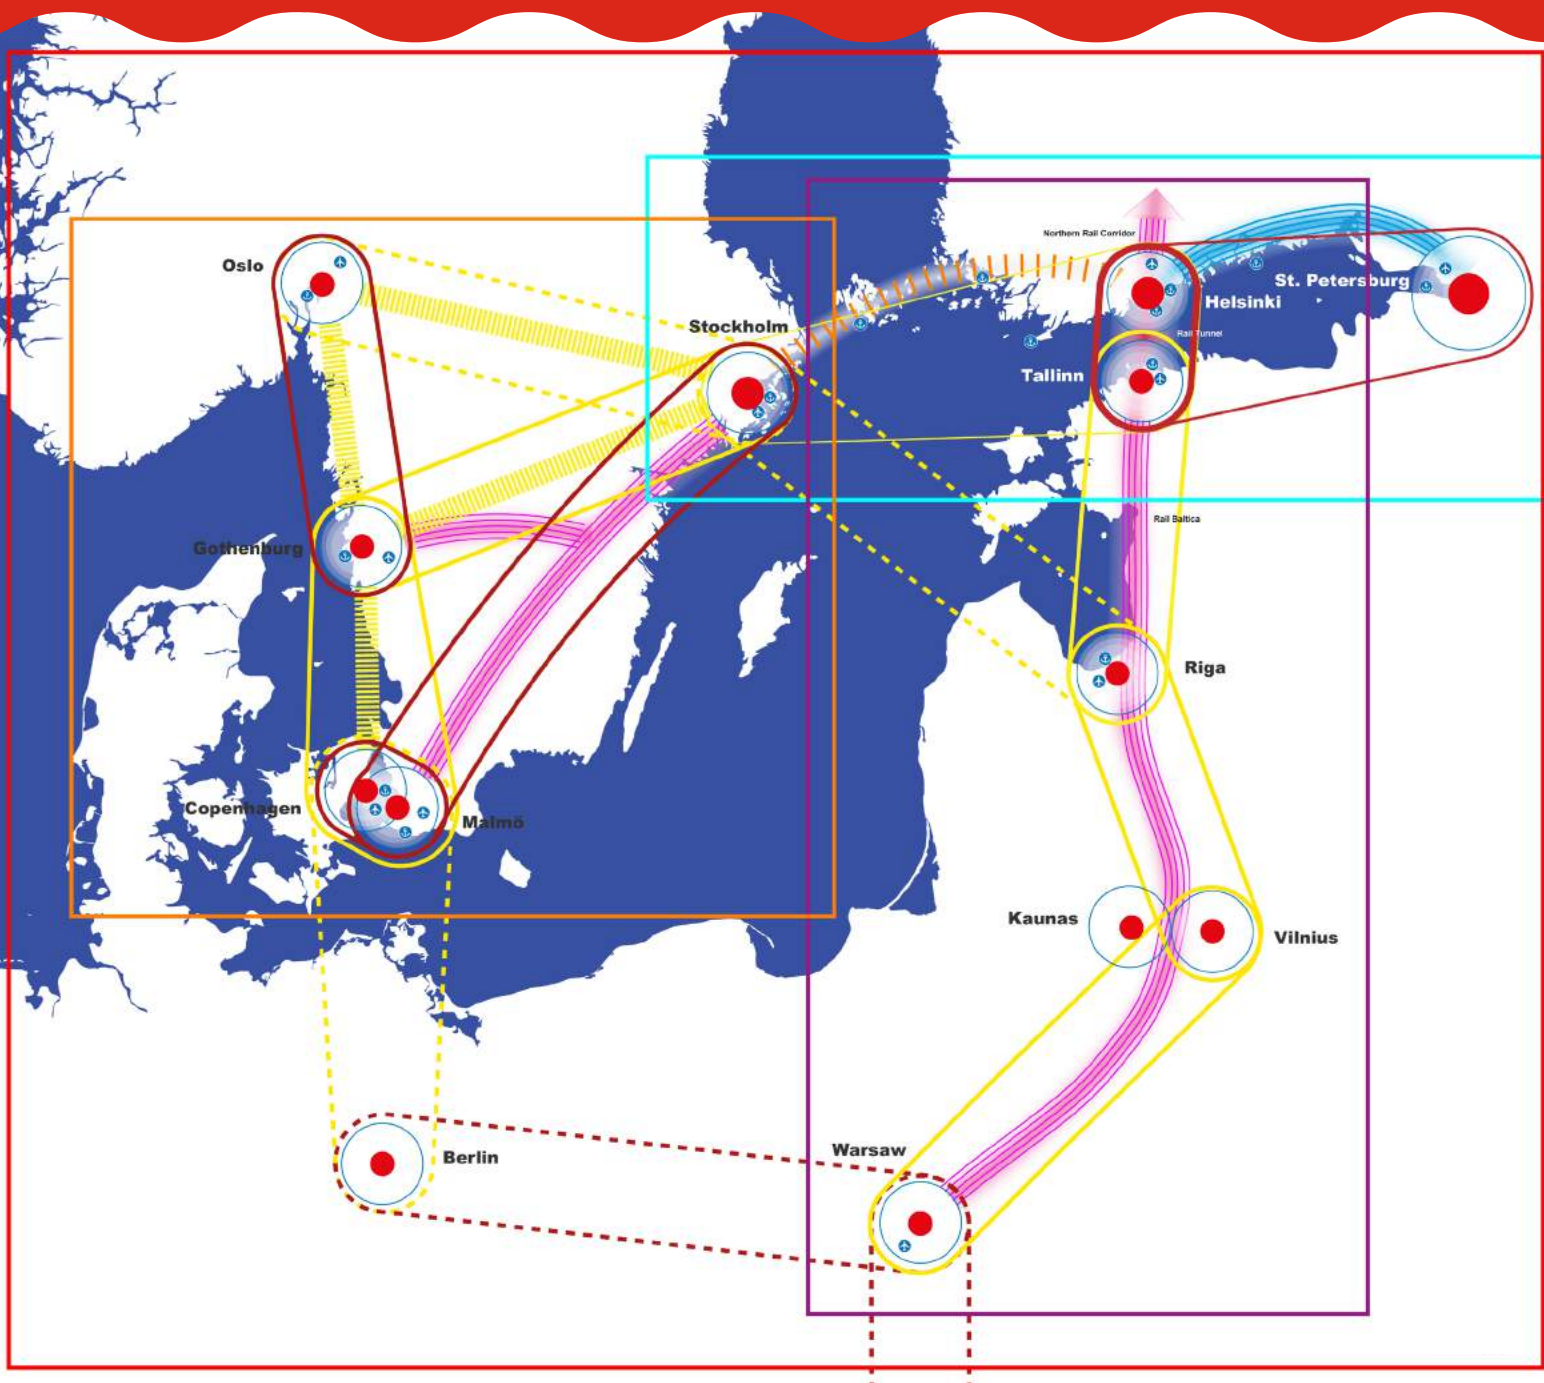 Northern Rail Corridor
Oslo
St. Petersburg
Helsinki
Stockholm
Rail Tunnel
Tallinn
Rail Baltica
Gothenburg
Riga
Copenhagen
Malmö
Kaunas
Vilnius
Warsaw
Berlin